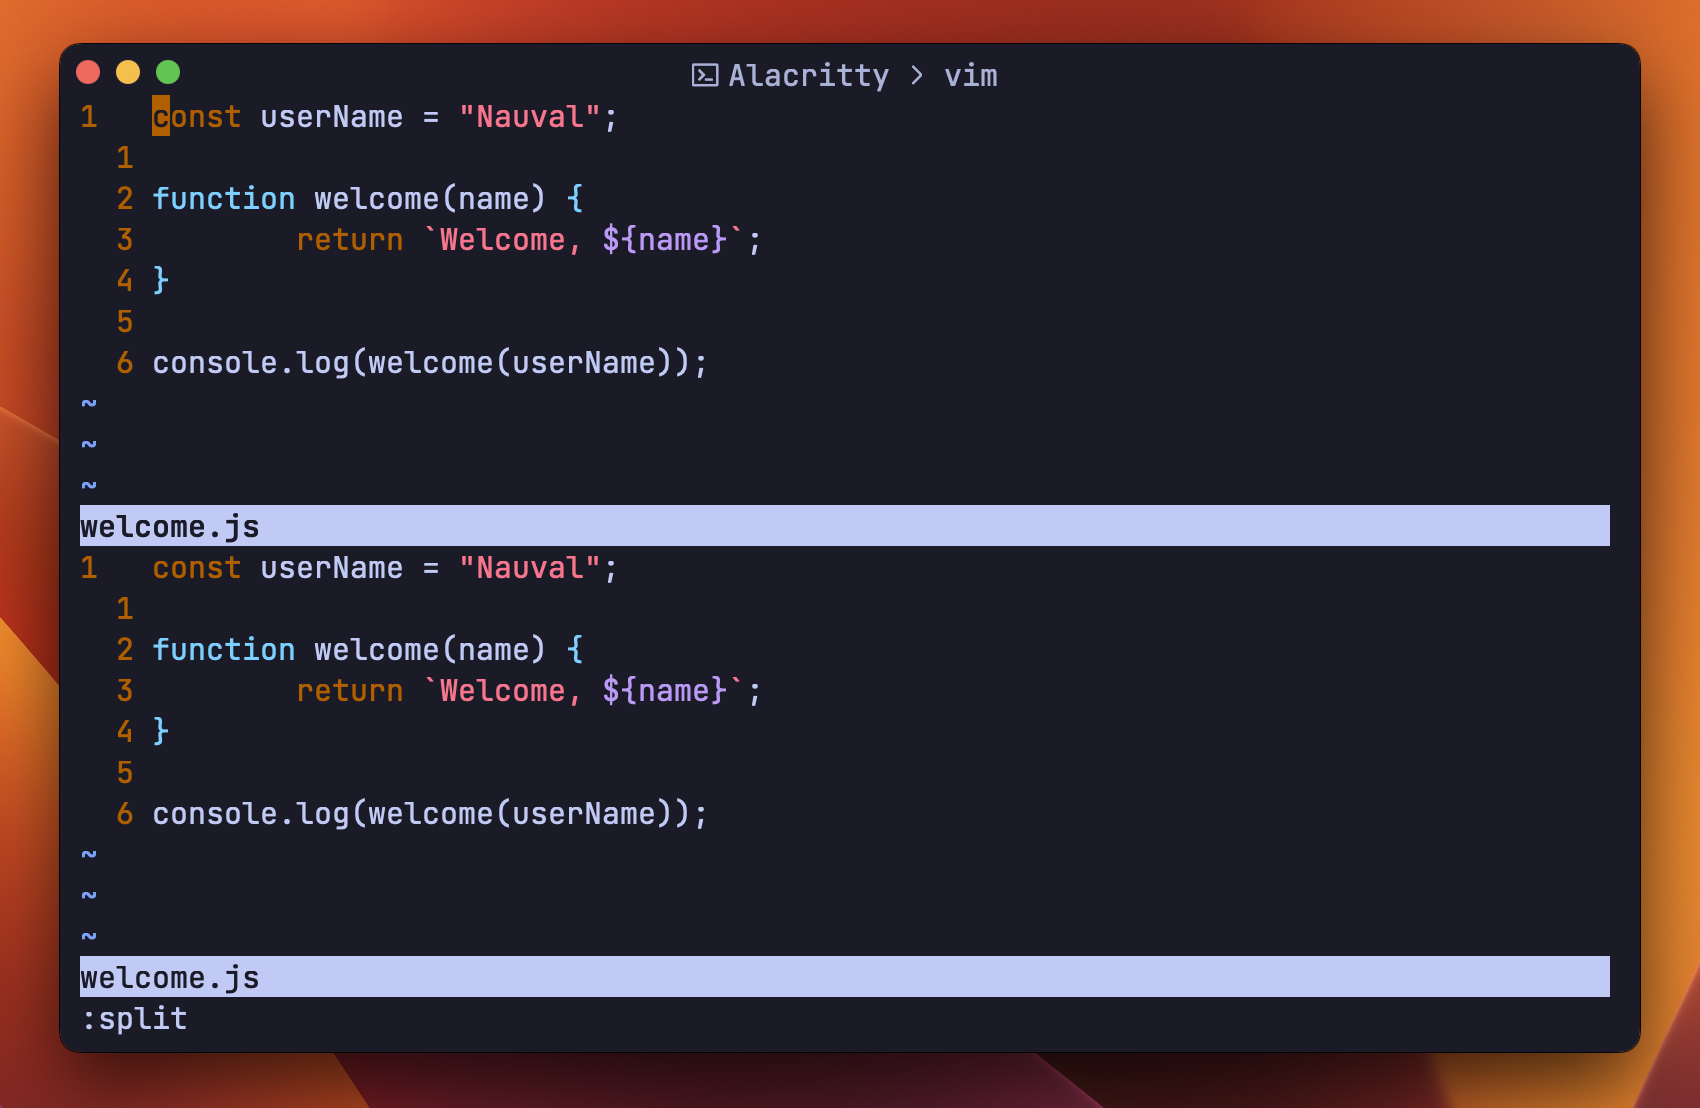 Alacritty > vim
1   const userName = "Nauval";
  1
  2 function welcome(name) {
  3         return `Welcome, ${name}`;
  4 }
  5
  6 console.log(welcome(userName));
~
~
~
welcome.js
1   const userName = "Nauval";
  1
  2 function welcome(name) {
  3         return `Welcome, ${name}`;
  4 }
  5
  6 console.log(welcome(userName));
~
~
~
welcome.js
:split